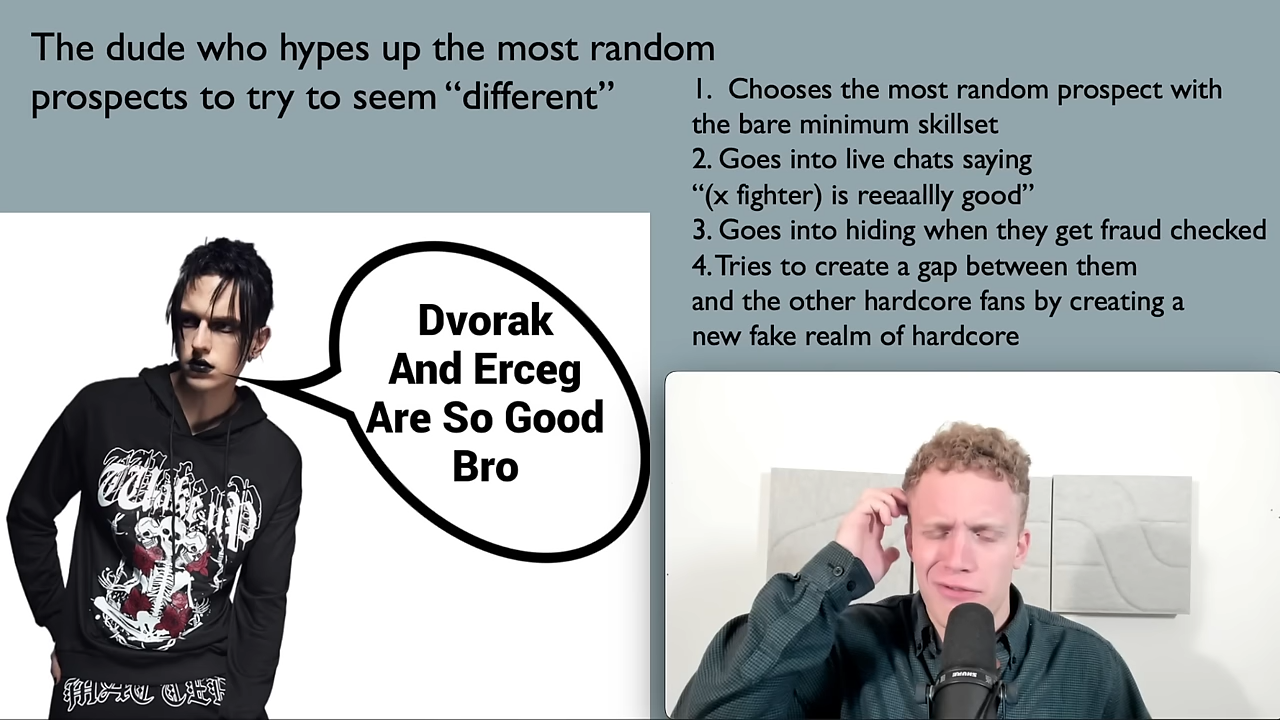 The dude who hypes up the most random
prospects to try to seem “different”
1. Chooses the most random prospect with
the bare minimum skillset
2. Goes into live chats saying
“(x fighter) is reeaallly good”
3. Goes into hiding when they get fraud checked
4. Tries to create a gap between them
and the other hardcore fans by creating a
new fake realm of hardcore
Dvorak
And Erceg
Are So Good
Bro
Wake up
SHURE